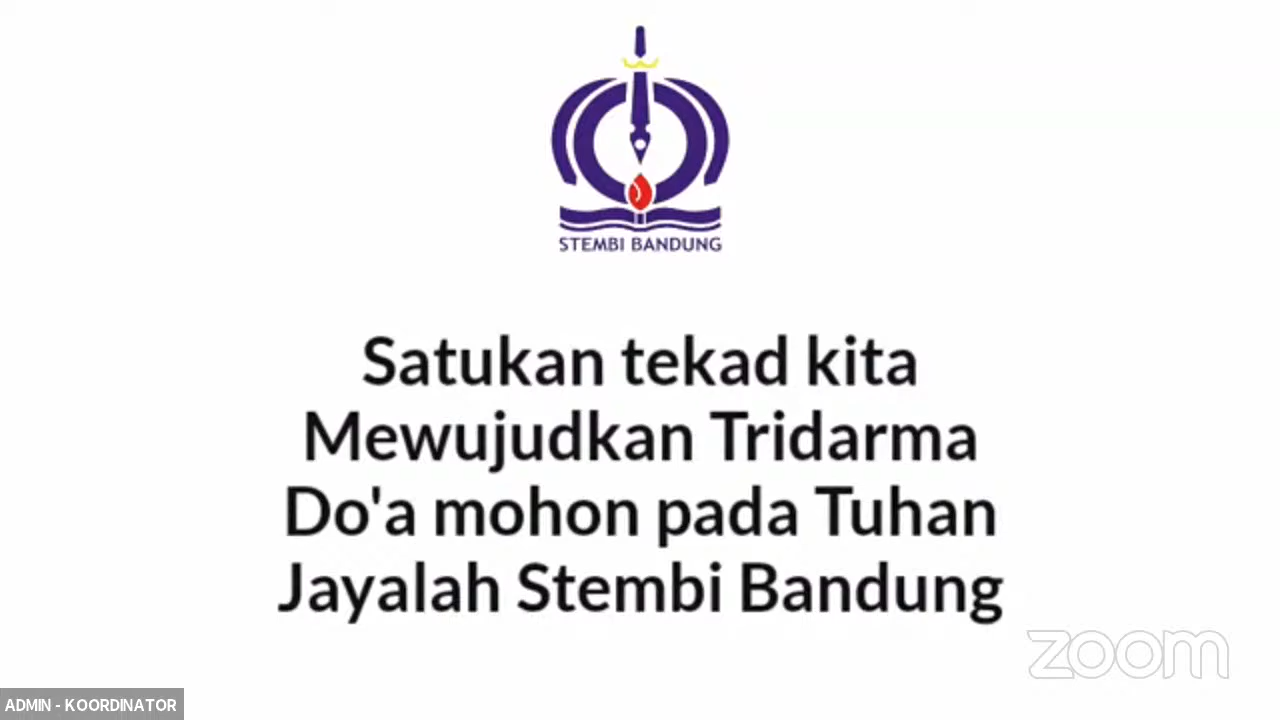 STEMBI BANDUNG
Satukan tekad kita
Mewujudkan Tridarma
Do'a mohon pada Tuhan
Jayalah Stembi Bandung
zoom
ADMIN - KOORDINATOR